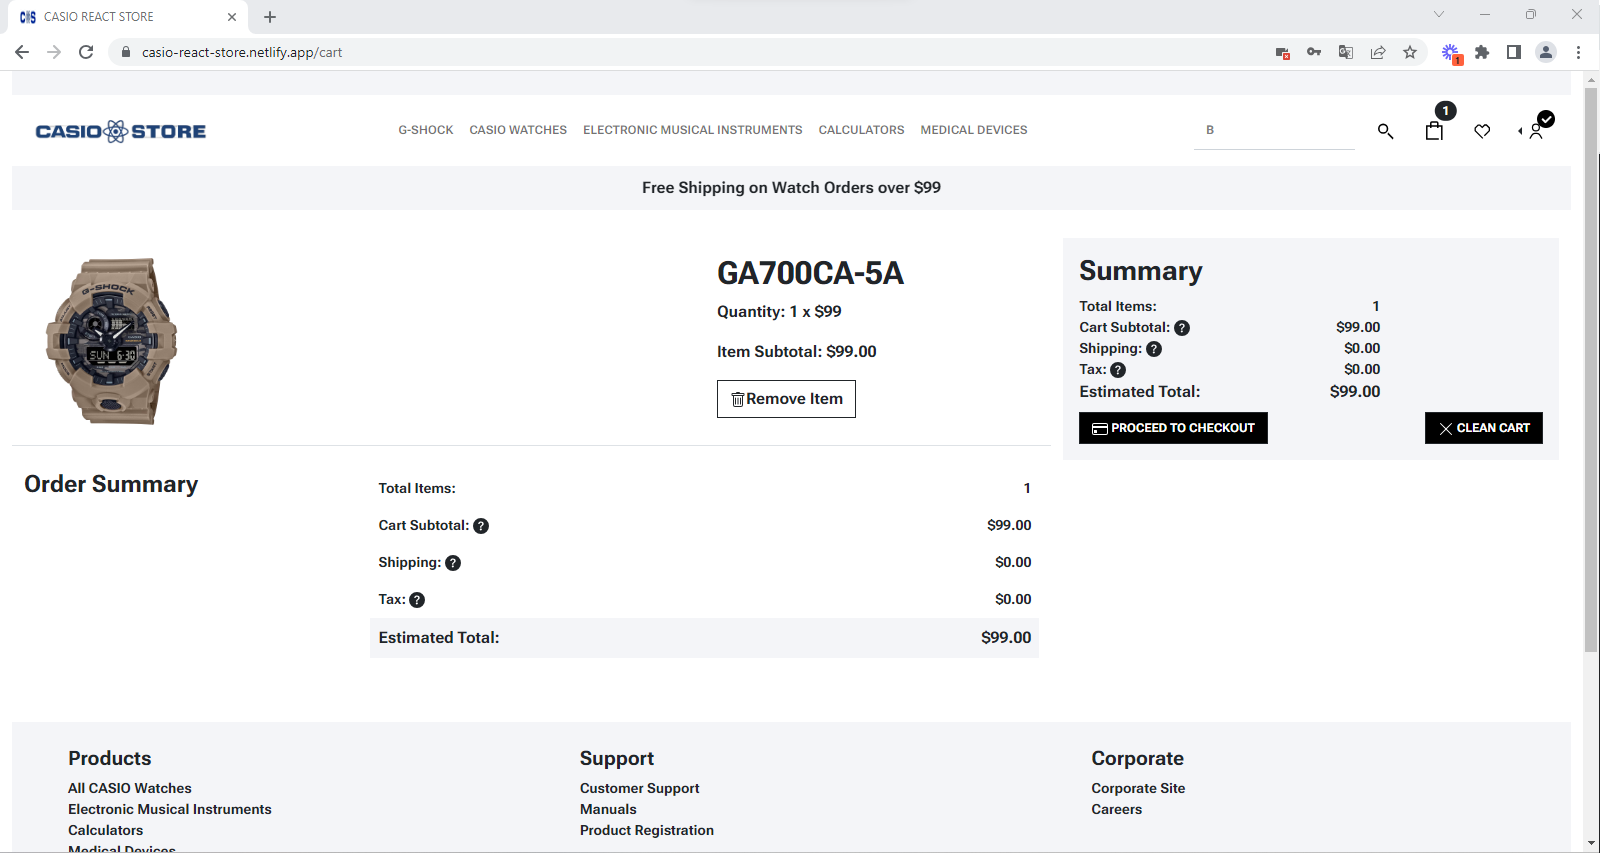 CASIO REACT STORE
casio-react-store.netlify.app/cart
1
CASIO STORE
G-SHOCK CASIO WATCHES ELECTRONIC MUSICAL INSTRUMENTS CALCULATORS MEDICAL DEVICES
B
1
Free Shipping on Watch Orders over $99
G-SHOCK
SUN 6-30
GA700CA-5A
Quantity: 1 x $99
Item Subtotal: $99.00
Remove Item
Summary
Total Items: 1
Cart Subtotal: ? $99.00
Shipping: ? $0.00
Tax: ? $0.00
Estimated Total: $99.00
PROCEED TO CHECKOUT
CLEAN CART
Order Summary
Total Items: 1
Cart Subtotal: ? $99.00
Shipping: ? $0.00
Tax: ? $0.00
Estimated Total: $99.00
Products
All CASIO Watches
Electronic Musical Instruments
Calculators
Medical Devices
Support
Customer Support
Manuals
Product Registration
Corporate
Corporate Site
Careers